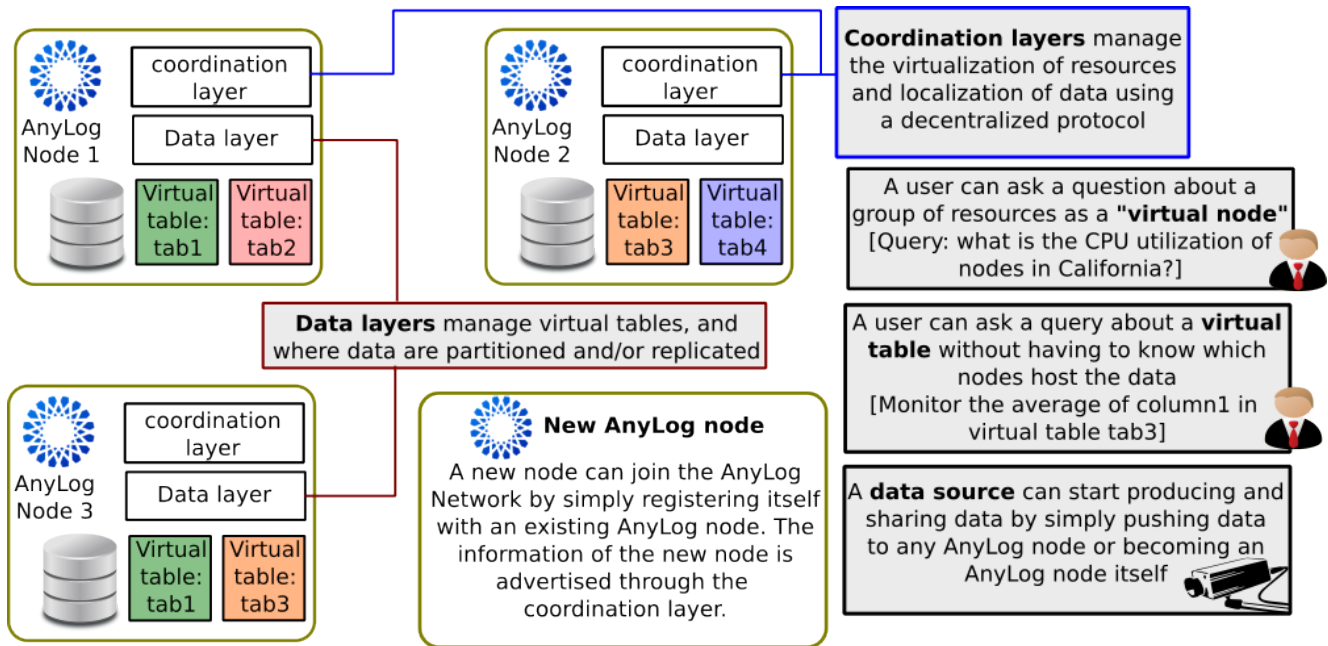 coordination
layer
AnyLog
Node 1
Data layer
Virtual
table:
tab1
Virtual
table:
tab2
coordination
layer
AnyLog
Node 2
Data layer
Virtual
table:
tab3
Virtual
table:
tab4
Coordination layers manage
the virtualization of resources
and localization of data using
a decentralized protocol
A user can ask a question about a
group of resources as a "virtual node"
[Query: what is the CPU utilization of
nodes in California?]
Data layers manage virtual tables, and
where data are partitioned and/or replicated
A user can ask a query about a virtual
table without having to know which
nodes host the data
[Monitor the average of column1 in
virtual table tab3]
coordination
layer
AnyLog
Node 3
Data layer
Virtual
table:
tab1
Virtual
table:
tab3
New AnyLog node
A new node can join the AnyLog
Network by simply registering itself
with an existing AnyLog node. The
information of the new node is
advertised through the
coordination layer.
A data source can start producing and
sharing data by simply pushing data
to any AnyLog node or becoming an
AnyLog node itself